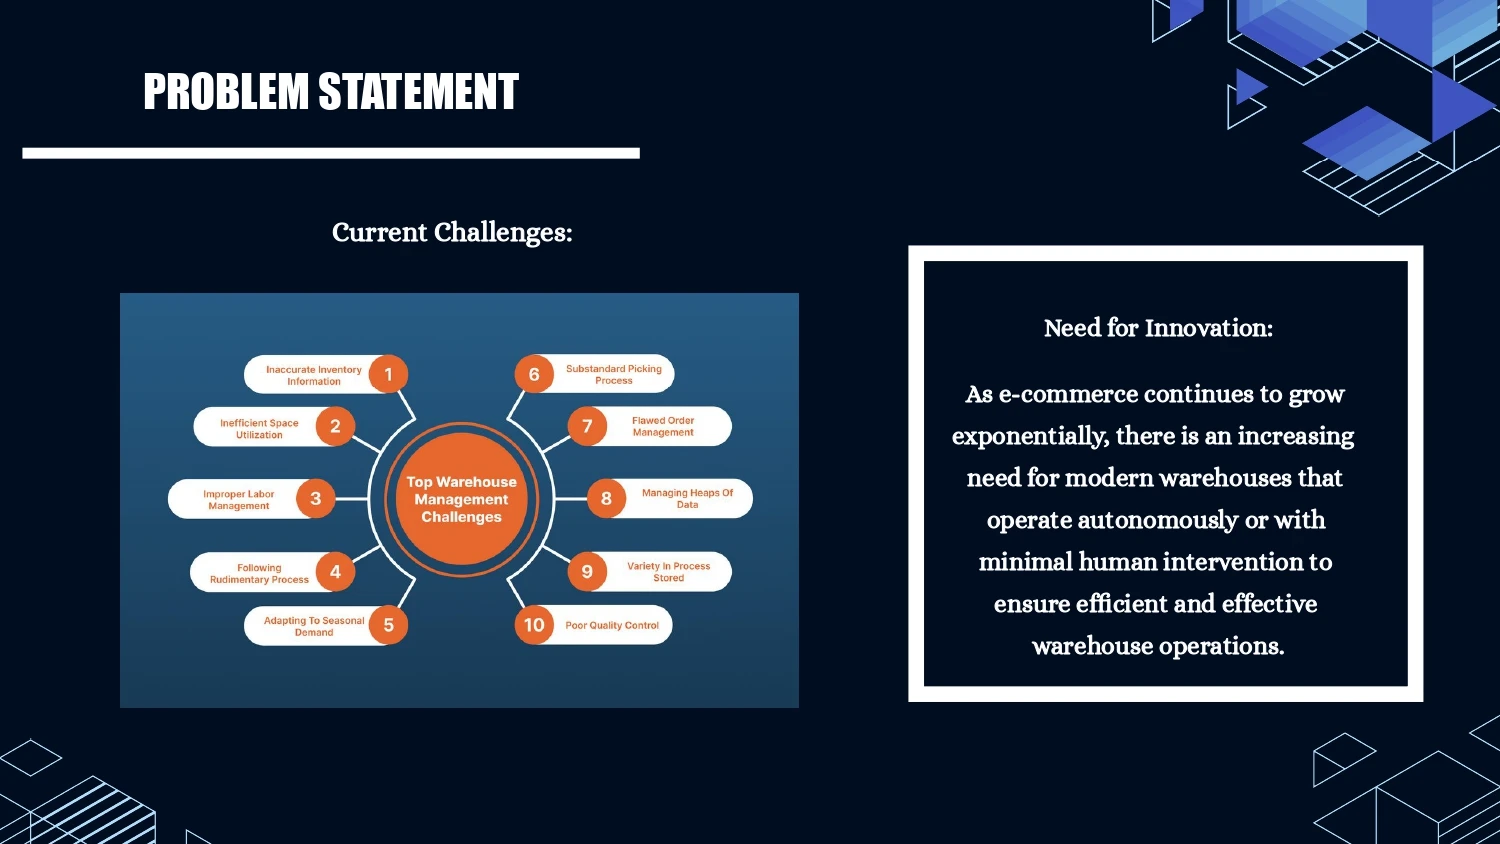 PROBLEM STATEMENT
Current Challenges:
Inaccurate Inventory
Information
1
Inefficient Space
Utilization
2
Improper Labor
Management
3
Following
Rudimentary Process
4
Adapting To Seasonal
Demand
5
Top Warehouse
Management
Challenges
6
Substandard Picking
Process
7
Flawed Order
Management
8
Managing Heaps Of
Data
9
Variety In Process
Stored
10
Poor Quality Control
Need for Innovation:
As e-commerce continues to grow
exponentially, there is an increasing
need for modern warehouses that
operate autonomously or with
minimal human intervention to
ensure efficient and effective
warehouse operations.